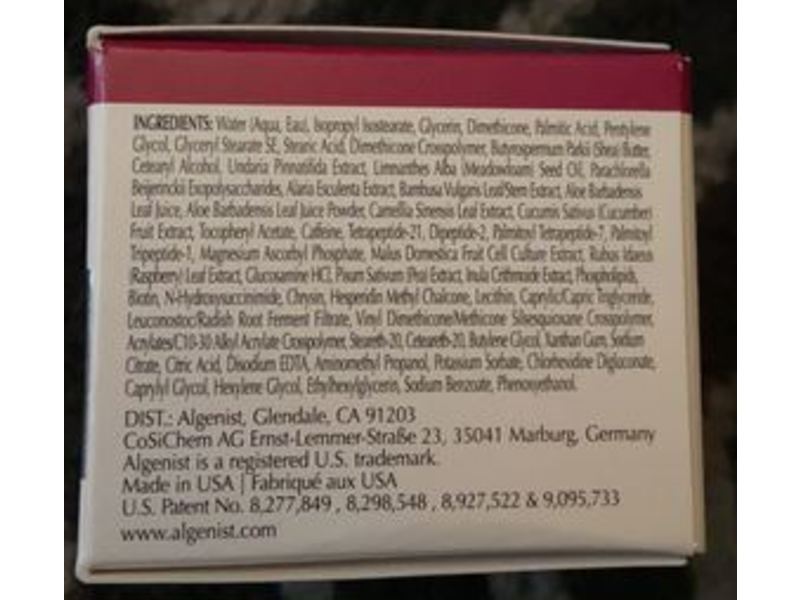 INGREDIENTS: Water (Aqua, Eau), Isopropyl Isostearate, Glycerin, Dimethicone, Palmitic Acid, Pentylene
Glycol, Glyceryl Stearate SE, Stearic Acid, Dimethicone Crosspolymer, Butyrospermum Parkii (Shea) Butter,
Cetearyl Alcohol, Undaria Pinnatifida Extract, Limnanthes Alba (Meadowfoam) Seed Oil, Parachlorella
Beijerinckii Exopolysaccharides, Alaria Esculenta Extract, Bambusa Vulgaris Leaf/Stem Extract, Aloe Barbadensis
Leaf Juice, Aloe Barbadensis Leaf Juice Powder, Camellia Sinensis Leaf Extract, Cucumis Sativus (Cucumber)
Fruit Extract, Tocopheryl Acetate, Caffeine, Tetrapeptide-21, Dipeptide-2, Palmitoyl Tetrapeptide-7, Palmitoyl
Tripeptide-1, Magnesium Ascorbyl Phosphate, Malus Domestica Fruit Cell Culture Extract, Rubus Idaeus
(Raspberry) Leaf Extract, Glucosamine HCl, Pisum Sativum (Pea) Extract, Inula Crithmoide Extract, Phospholipids,
Biotin, N-Hydroxysuccinimide, Chrysin, Hesperidin Methyl Chalcone, Lecithin, Caprylic/Capric Triglyceride,
Leuconostoc/Radish Root Ferment Filtrate, Vinyl Dimethicone/Methicone Silsesquioxane Crosspolymer,
Acrylates/C10-30 Alkyl Acrylate Crosspolymer, Steareth-20, Ceteareth-20, Butylene Glycol, Xanthan Gum, Sodium
Citrate, Citric Acid, Disodium EDTA, Aminomethyl Propanol, Potassium Sorbate, Chlorhexidine Digluconate,
Caprylyl Glycol, Hexylene Glycol, Ethylhexylglycerin, Sodium Benzoate, Phenoxyethanol.
DIST.: Algenist, Glendale, CA 91203
CoSiChem AG Ernst-Lemmer-Straße 23, 35041 Marburg, Germany
Algenist is a registered U.S. trademark.
Made in USA | Fabriqué aux USA
U.S. Patent No. 8,277,849 , 8,298,548 , 8,927,522 & 9,095,733
www.algenist.com